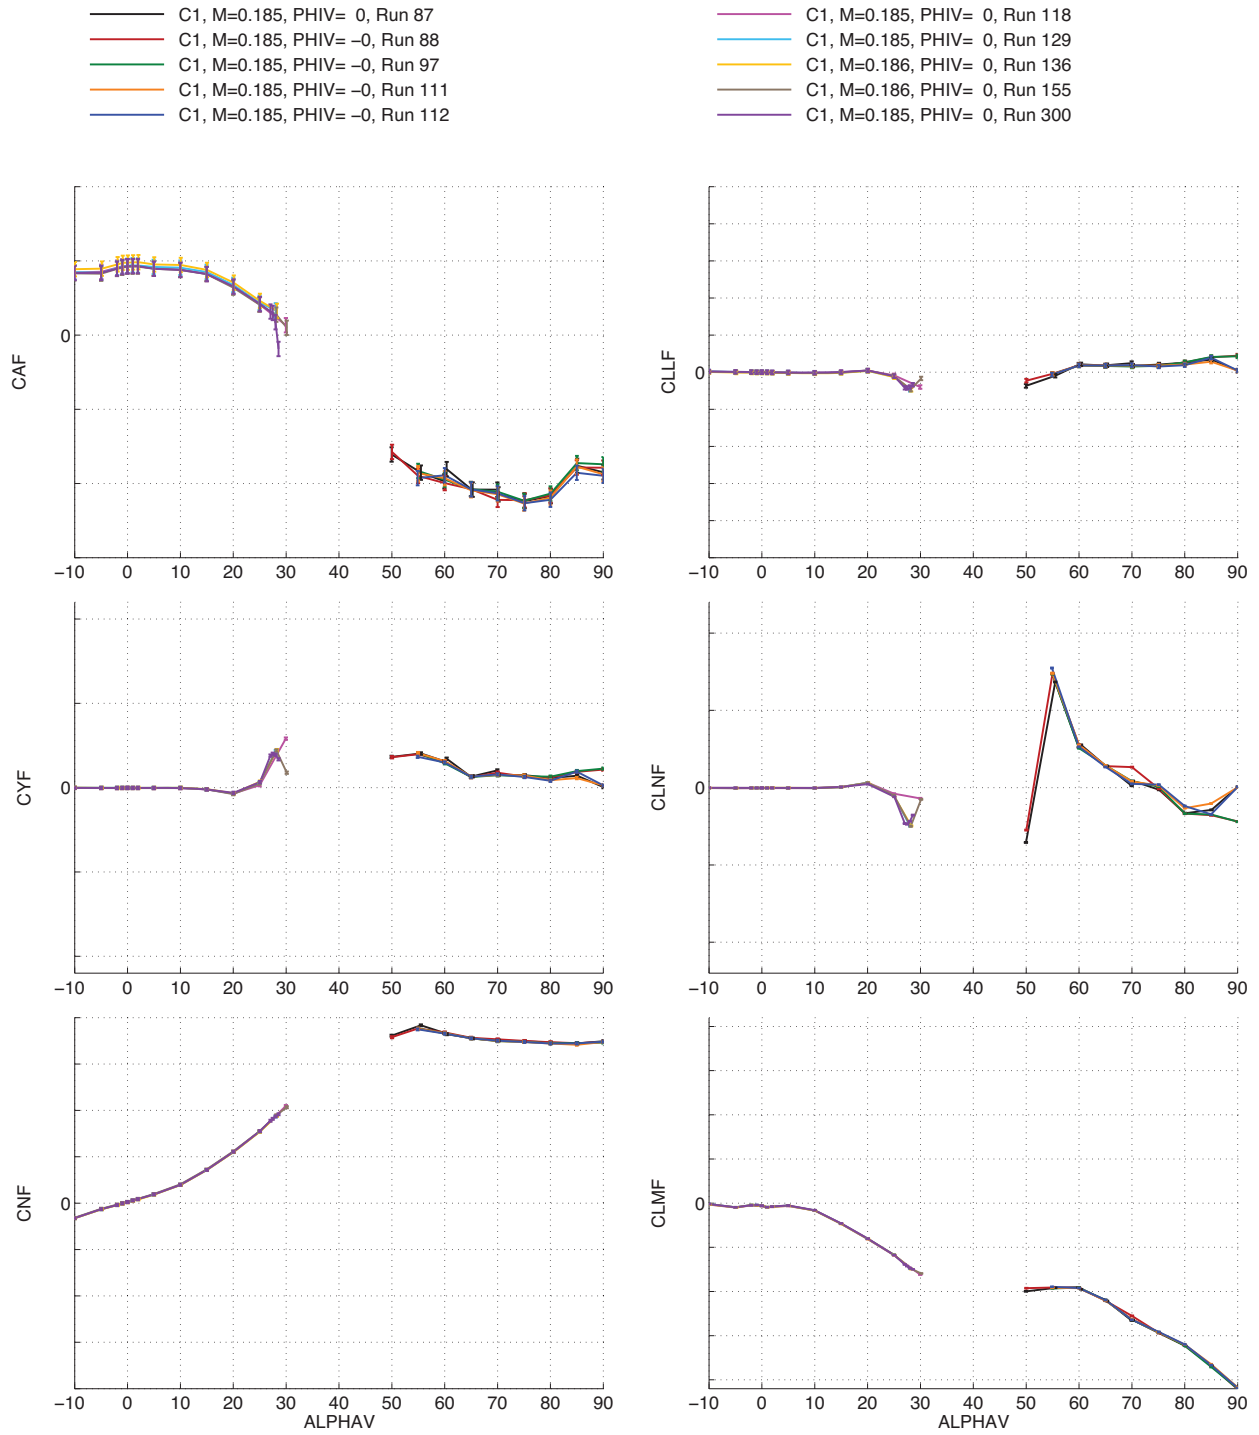 C1, M=0.185, PHIV= 0, Run 87
C1, M=0.185, PHIV= −0, Run 88
C1, M=0.185, PHIV= −0, Run 97
C1, M=0.185, PHIV= −0, Run 111
C1, M=0.185, PHIV= −0, Run 112
C1, M=0.185, PHIV= 0, Run 118
C1, M=0.185, PHIV= 0, Run 129
C1, M=0.186, PHIV= 0, Run 136
C1, M=0.186, PHIV= 0, Run 155
C1, M=0.185, PHIV= 0, Run 300
CAF
0
−10 0 10 20 30 40 50 60 70 80 90
CLLF
0
−10 0 10 20 30 40 50 60 70 80 90
CYF
0
−10 0 10 20 30 40 50 60 70 80 90
CLNF
0
−10 0 10 20 30 40 50 60 70 80 90
CNF
0
−10 0 10 20 30 40 50 60 70 80 90
ALPHAV
CLMF
0
−10 0 10 20 30 40 50 60 70 80 90
ALPHAV